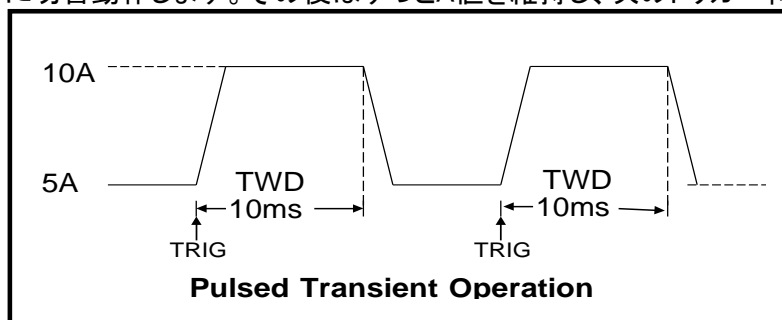 10A
5A
TWD
10ms
TRIG
TWD
10ms
TRIG
Pulsed Transient Operation